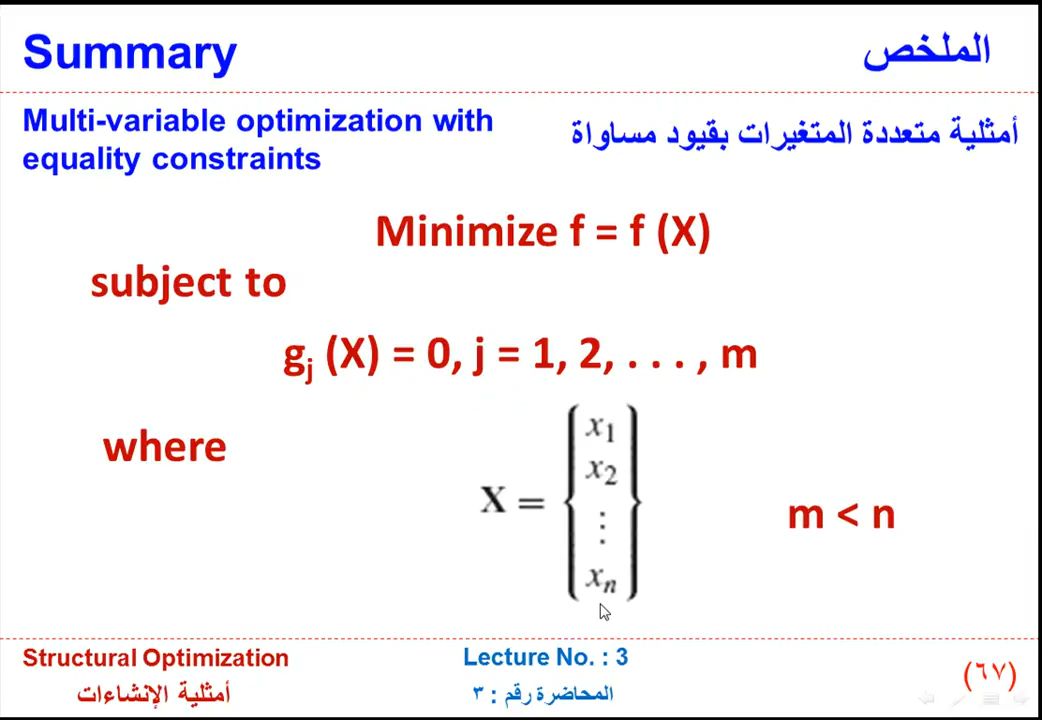 Summary
الملخص
Multi-variable optimization with
equality constraints
أمثلية متعددة المتغيرات بقيود مساواة
Minimize f = f (X)
subject to
gj (X) = 0, j = 1, 2, . . . , m
where
X = { x1
x2
⋮
xn }
m < n
Structural Optimization
أمثلية الإنشاءات
Lecture No. : 3
المحاضرة رقم : ٣
(٦٧)